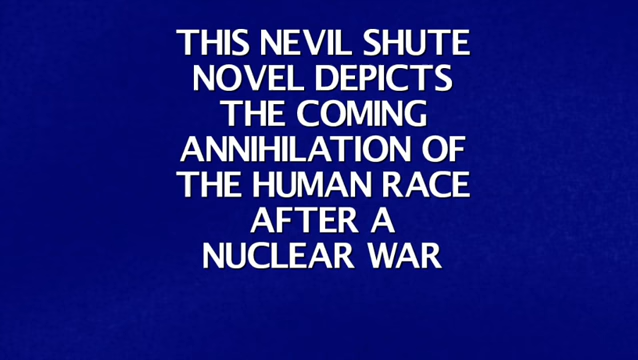 THIS NEVIL SHUTE
NOVEL DEPICTS
THE COMING
ANNIHILATION OF
THE HUMAN RACE
AFTER A
NUCLEAR WAR